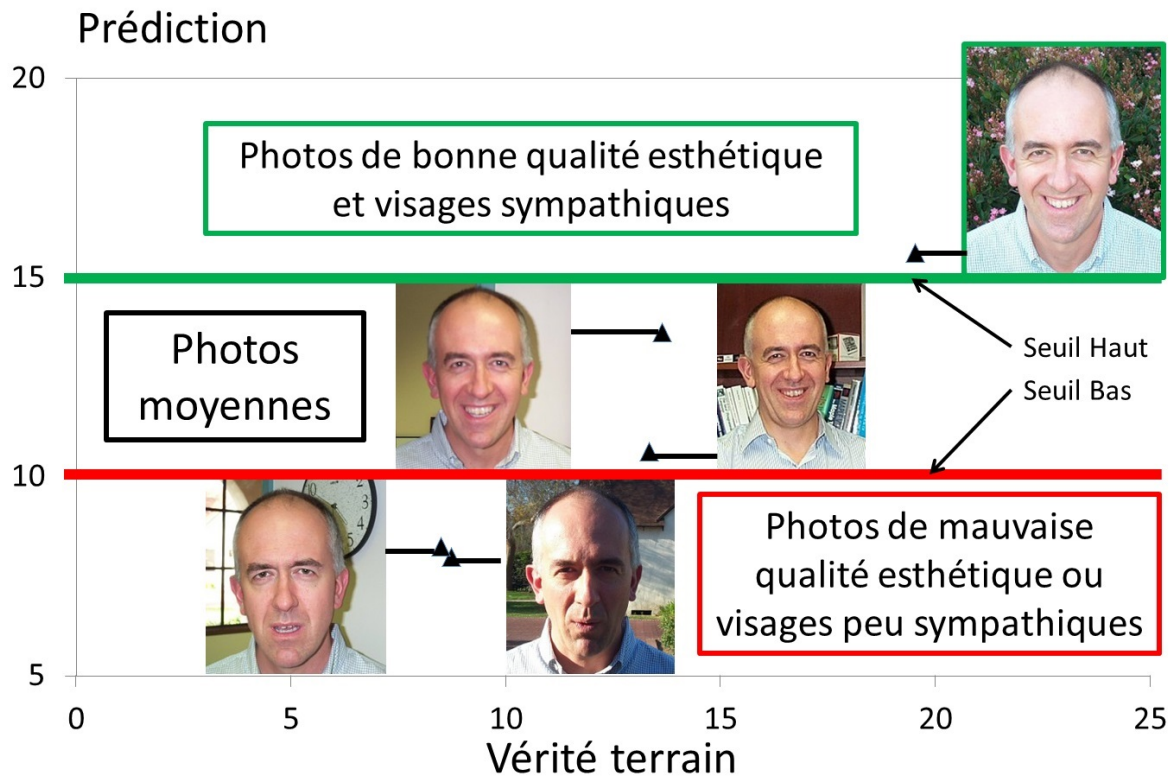 Prédiction
20
Photos de bonne qualité esthétique
et visages sympathiques
15
Photos
moyennes
Seuil Haut
Seuil Bas
10
Photos de mauvaise
qualité esthétique ou
visages peu sympathiques
5
0 5 10 15 20 25
Vérité terrain